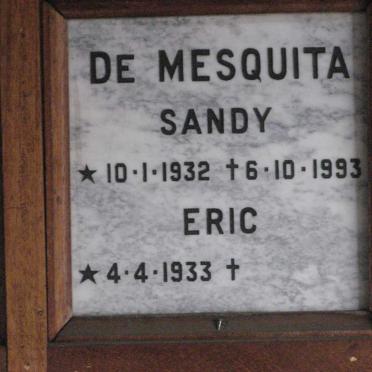 DE MESQUITA
SANDY
★ 10·1·1932 ✝ 6·10·1993
ERIC
★ 4·4·1933 ✝